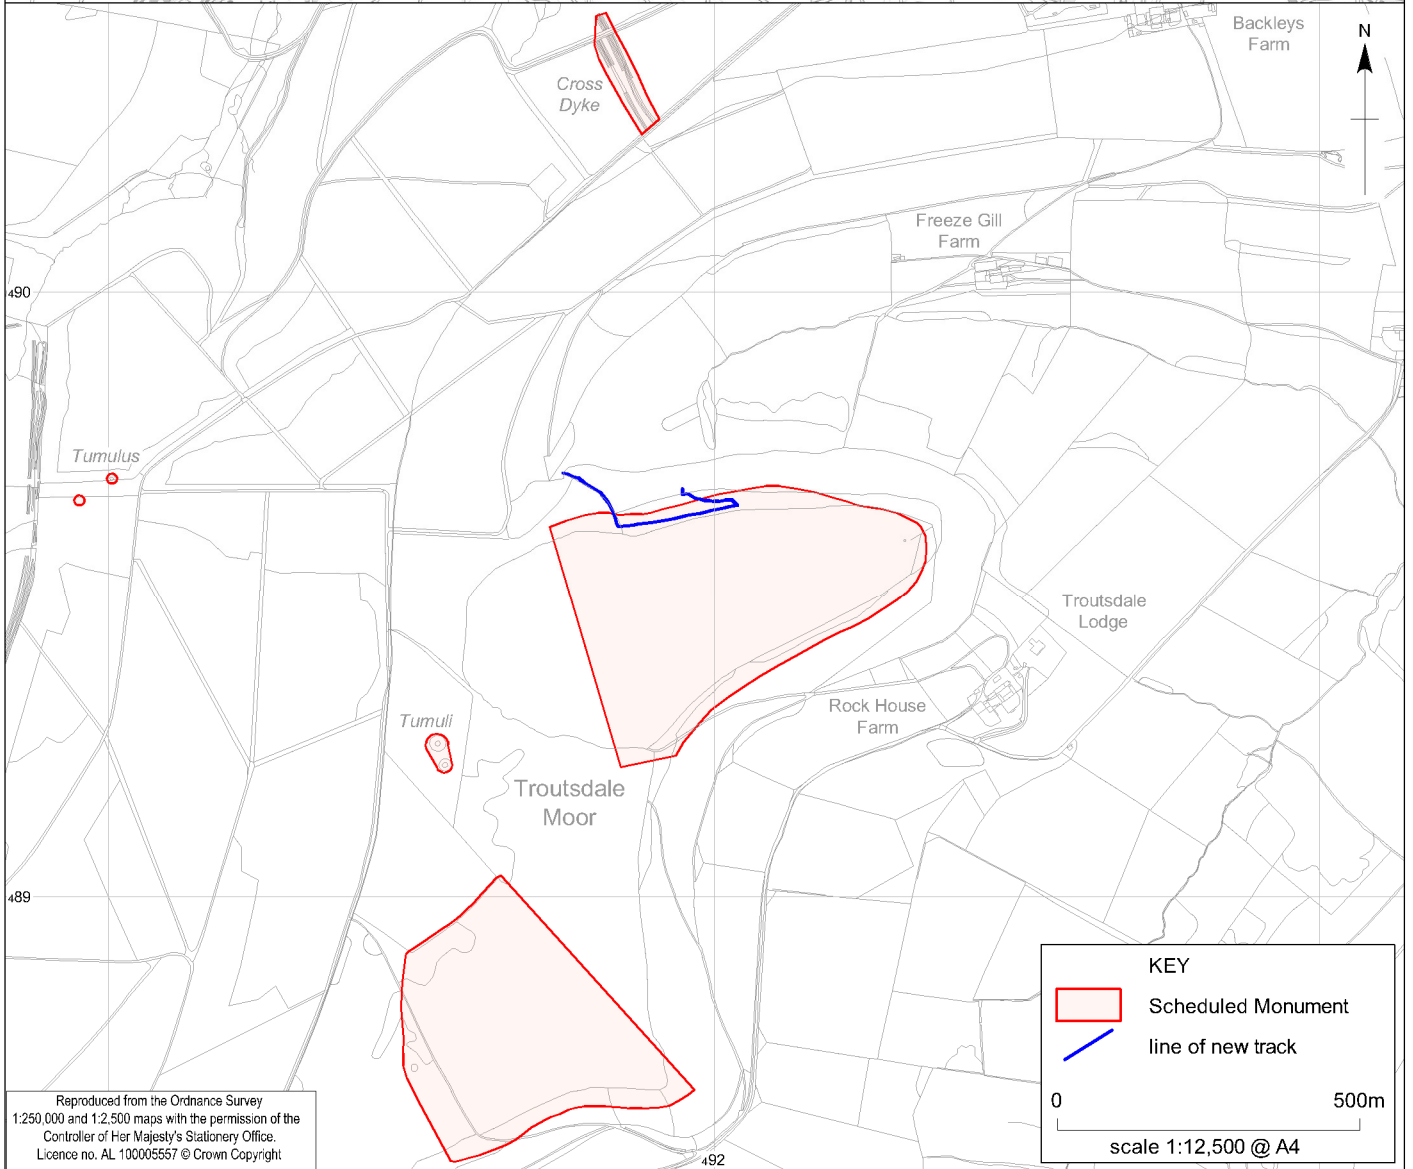 Backleys
Farm
N
Cross
Dyke
Freeze Gill
Farm
490
Tumulus
Troutsdale
Lodge
Rock House
Farm
Tumuli
Troutsdale
Moor
489
KEY
Scheduled Monument
line of new track
0 500m
scale 1:12,500 @ A4
Reproduced from the Ordnance Survey
1:250,000 and 1:2,500 maps with the permission of the
Controller of Her Majesty's Stationery Office.
Licence no. AL 100005557 © Crown Copyright
492